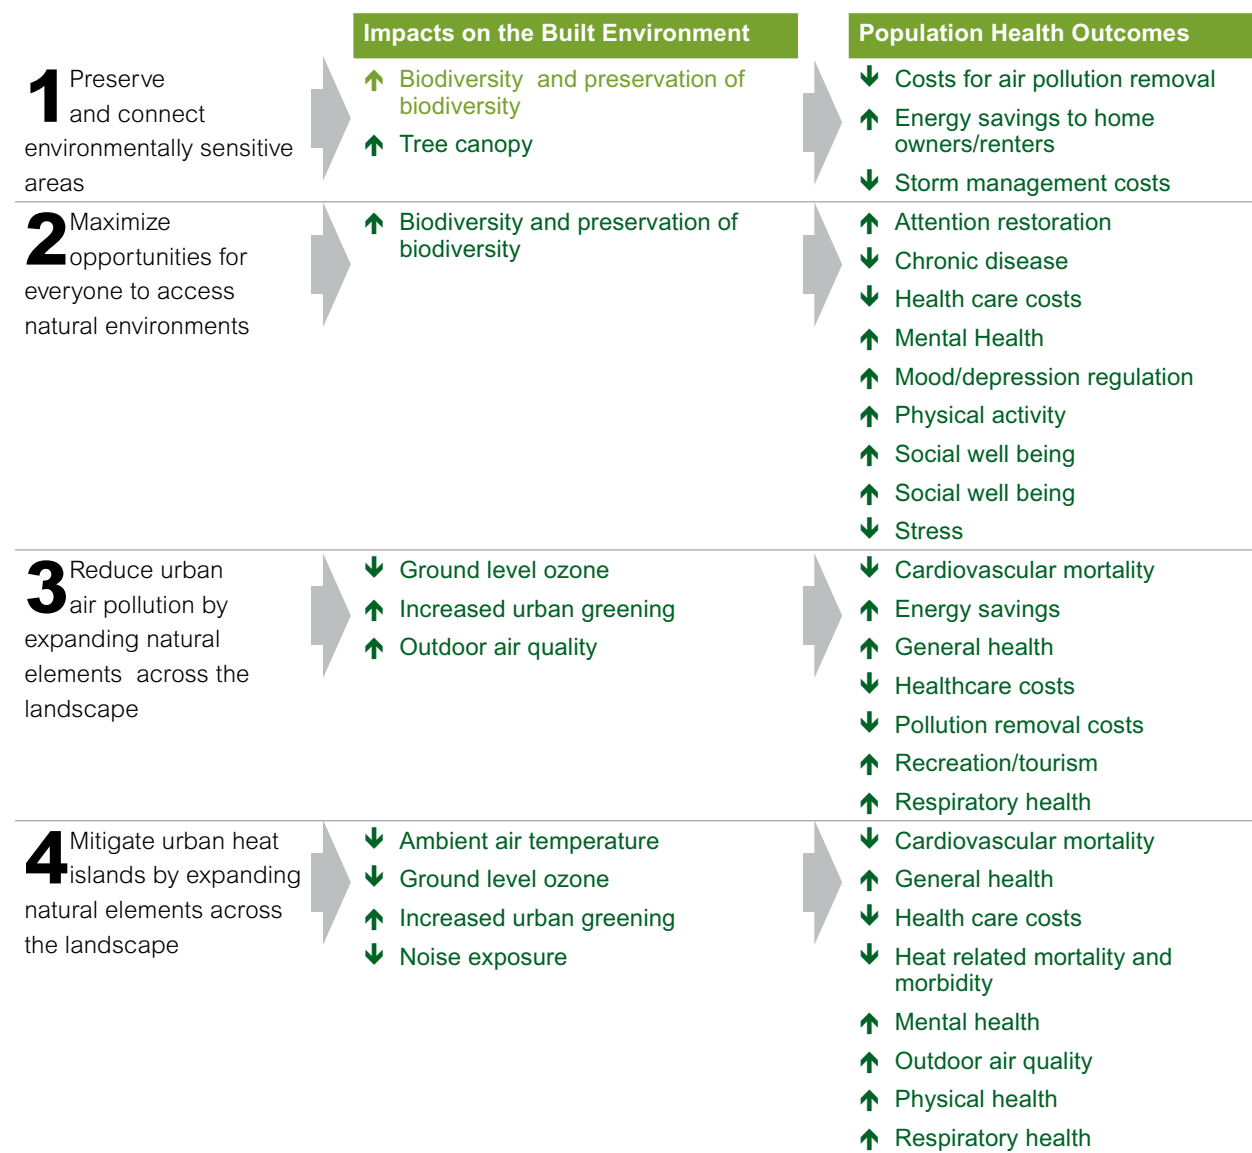 Impacts on the Built Environment
Population Health Outcomes
1 Preserve
and connect
environmentally sensitive
areas
Biodiversity and preservation of
biodiversity
Tree canopy
Costs for air pollution removal
Energy savings to home
owners/renters
Storm management costs
2 Maximize
opportunities for
everyone to access
natural environments
Biodiversity and preservation of
biodiversity
Attention restoration
Chronic disease
Health care costs
Mental Health
Mood/depression regulation
Physical activity
Social well being
Social well being
Stress
3 Reduce urban
air pollution by
expanding natural
elements across the
landscape
Ground level ozone
Increased urban greening
Outdoor air quality
Cardiovascular mortality
Energy savings
General health
Healthcare costs
Pollution removal costs
Recreation/tourism
Respiratory health
4 Mitigate urban heat
islands by expanding
natural elements across
the landscape
Ambient air temperature
Ground level ozone
Increased urban greening
Noise exposure
Cardiovascular mortality
General health
Health care costs
Heat related mortality and
morbidity
Mental health
Outdoor air quality
Physical health
Respiratory health